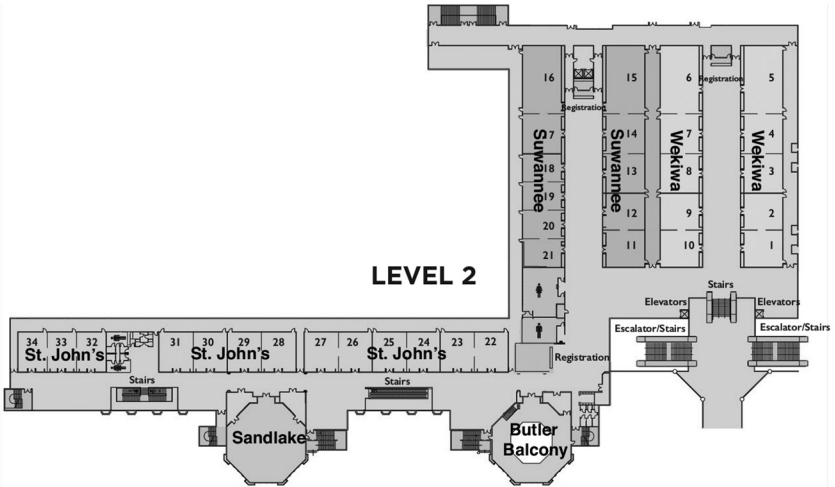 16
15
6
5
Registration
Registration
17
14
7
4
Suwannee
Suwannee
Wekiwa
Wekiwa
18
13
8
3
19
12
9
2
20
21
11
10
1
LEVEL 2
Stairs
Elevators
Elevators
Escalator/Stairs
Escalator/Stairs
34
33
32
31
30
29
28
27
26
25
24
23
22
St. John's
St. John's
St. John's
Registration
Stairs
Stairs
Sandlake
Butler
Balcony